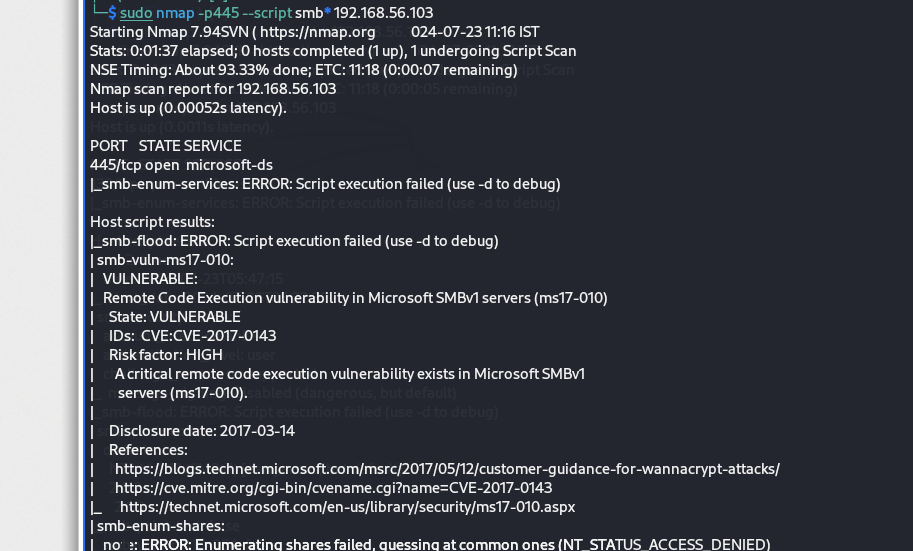 └─$ sudo nmap -p445 --script smb* 192.168.56.103
Starting Nmap 7.94SVN ( https://nmap.org 024-07-23 11:16 IST
Stats: 0:01:37 elapsed; 0 hosts completed (1 up), 1 undergoing Script Scan
NSE Timing: About 93.33% done; ETC: 11:18 (0:00:07 remaining)
Nmap scan report for 192.168.56.103
Host is up (0.00052s latency).
PORT STATE SERVICE
445/tcp open microsoft-ds
|_smb-enum-services: ERROR: Script execution failed (use -d to debug)
Host script results:
|_smb-flood: ERROR: Script execution failed (use -d to debug)
| smb-vuln-ms17-010:
| VULNERABLE:
| Remote Code Execution vulnerability in Microsoft SMBv1 servers (ms17-010)
| State: VULNERABLE
| IDs: CVE:CVE-2017-0143
| Risk factor: HIGH
| A critical remote code execution vulnerability exists in Microsoft SMBv1
| servers (ms17-010).
|
| Disclosure date: 2017-03-14
| References:
| https://blogs.technet.microsoft.com/msrc/2017/05/12/customer-guidance-for-wannacrypt-attacks/
| https://cve.mitre.org/cgi-bin/cvename.cgi?name=CVE-2017-0143
|_ https://technet.microsoft.com/en-us/library/security/ms17-010.aspx
| smb-enum-shares:
| ERROR: Enumerating shares failed, guessing at common ones (NT_STATUS_ACCESS_DENIED)